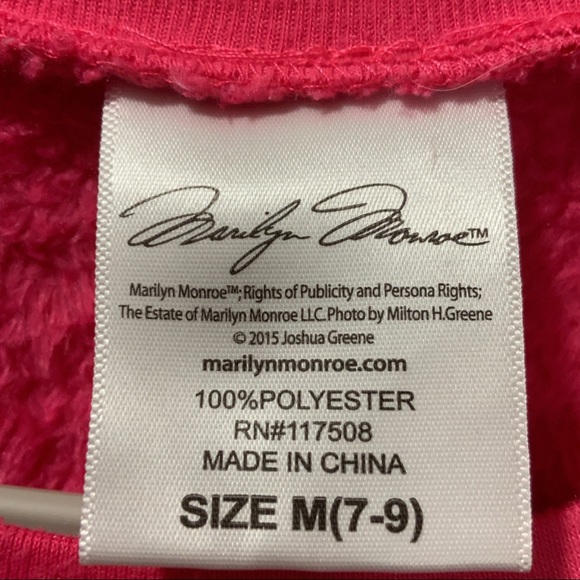 Marilyn Monroe™
Marilyn Monroe™; Rights of Publicity and Persona Rights;
The Estate of Marilyn Monroe LLC. Photo by Milton H.Greene
© 2015 Joshua Greene
marilynmonroe.com
100%POLYESTER
RN#117508
MADE IN CHINA
SIZE M(7-9)